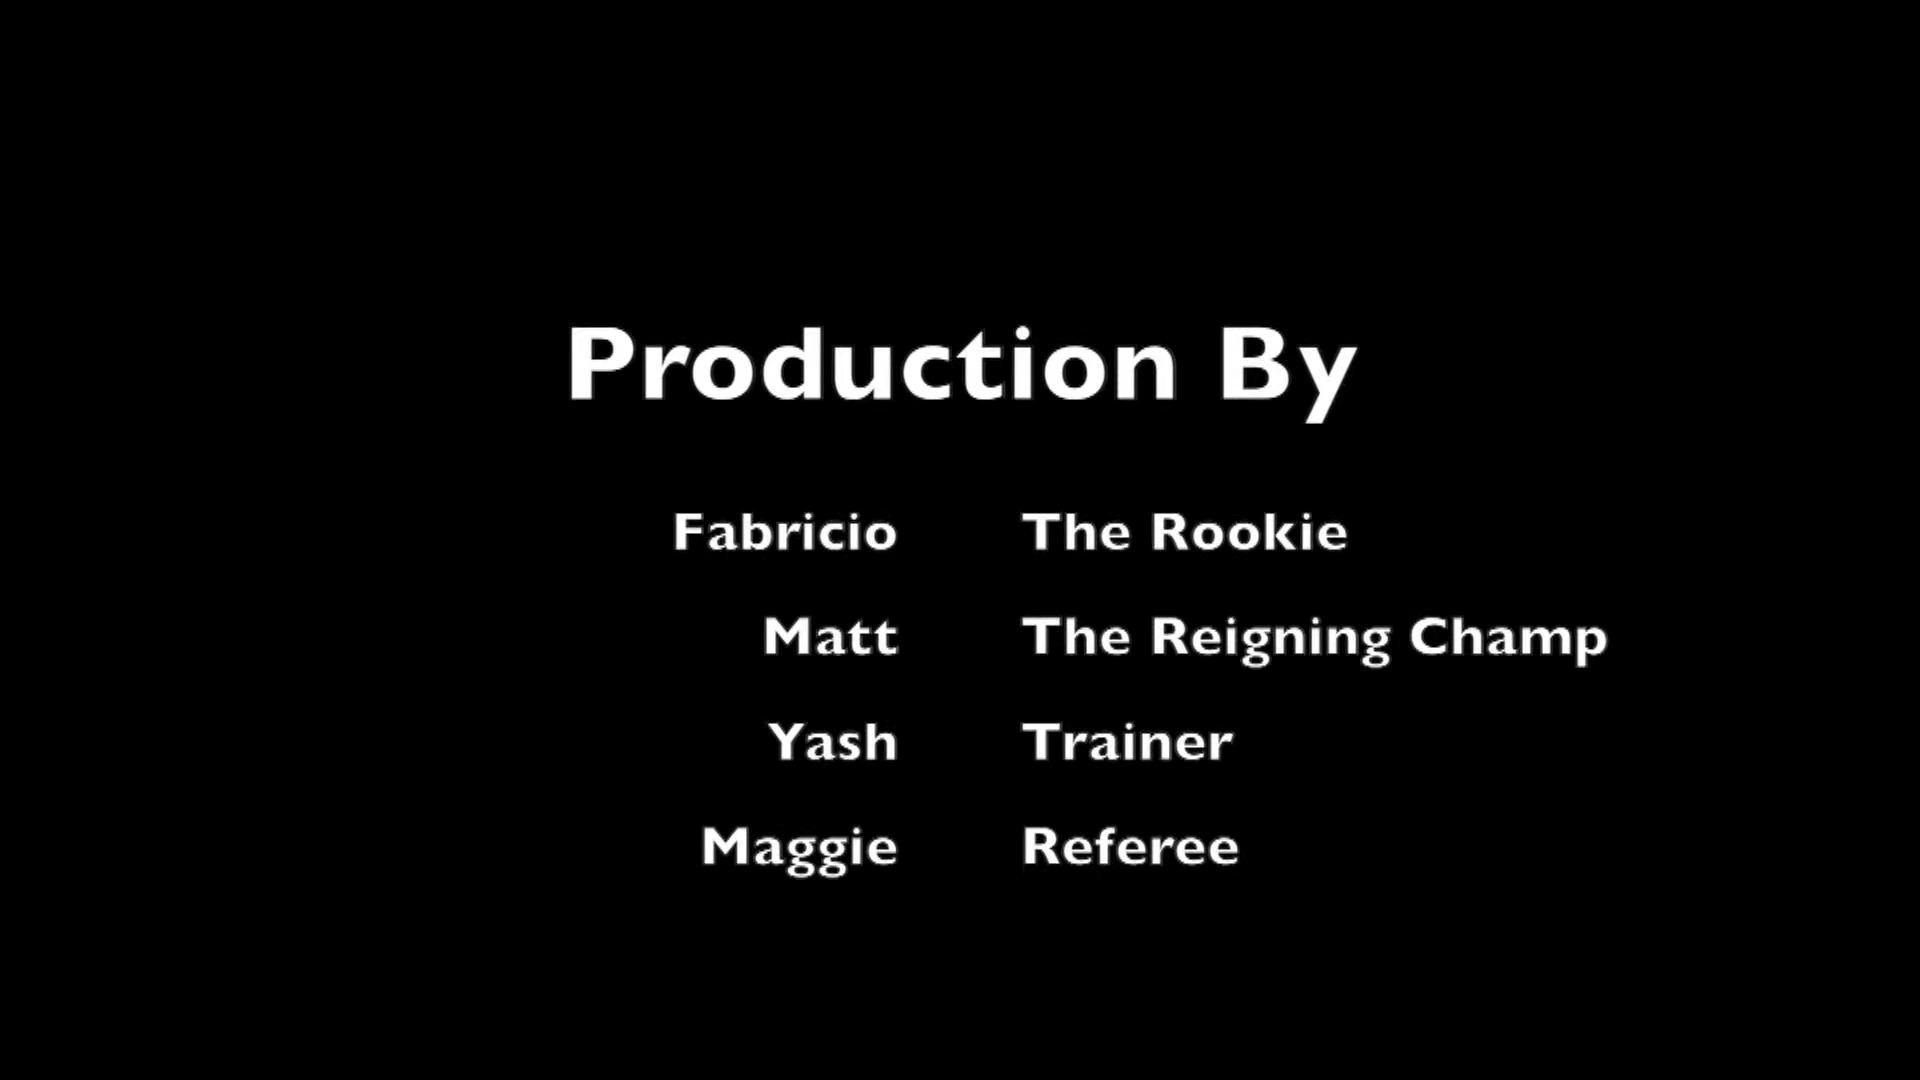 Production By
Fabricio The Rookie
Matt The Reigning Champ
Yash Trainer
Maggie Referee